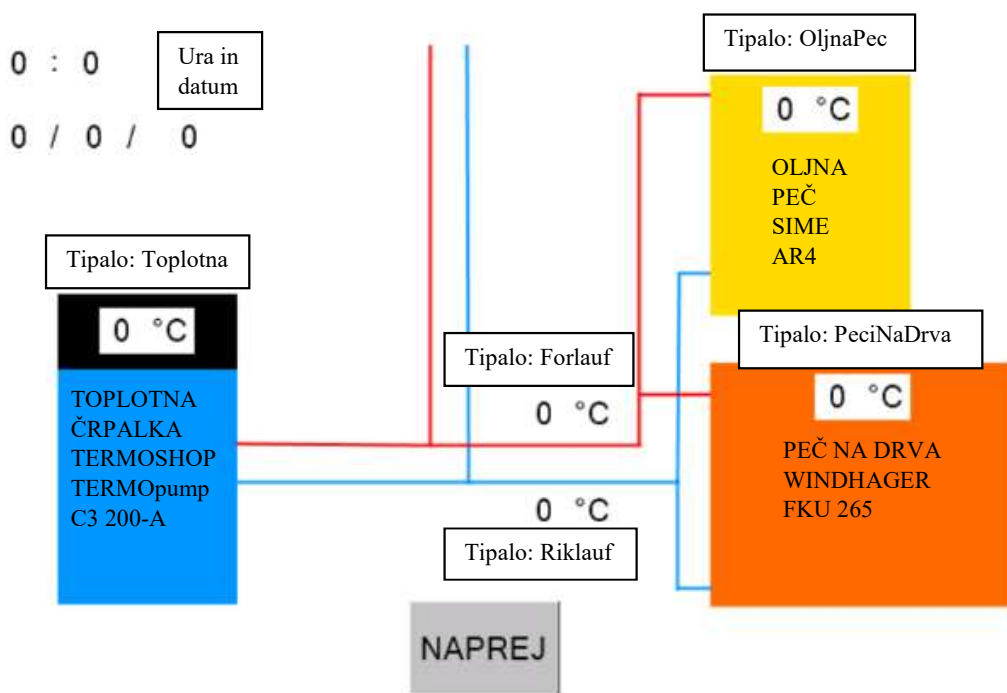 0 : 0
Ura in
datum
0 / 0 / 0
Tipalo: OljnaPec
0 °C
OLJNA
PEČ
SIME
AR4
Tipalo: Toplotna
0 °C
TOPLOTNA
ČRPALKA
TERMOSHOP
TERMOpump
C3 200-A
Tipalo: Forlauf
0 °C
0 °C
Tipalo: Riklauf
Tipalo: PeciNaDrva
0 °C
PEČ NA DRVA
WINDHAGER
FKU 265
NAPREJ